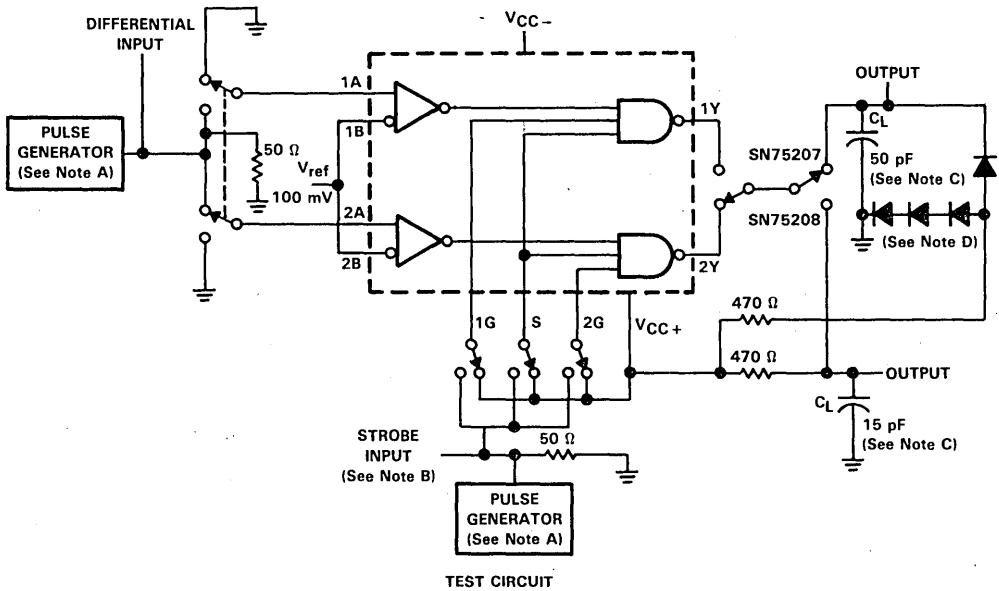 VCC−
DIFFERENTIAL
INPUT
OUTPUT
1A
1Y
CL
PULSE
GENERATOR
(See Note A)
50 Ω
1B
Vref
100 mV
SN75207
50 pF
(See Note C)
2A
SN75208
(See Note D)
2B
2Y
1G
S
2G
VCC+
470 Ω
470 Ω
OUTPUT
CL
15 pF
(See Note C)
STROBE
INPUT
(See Note B)
50 Ω
PULSE
GENERATOR
(See Note A)
TEST CIRCUIT